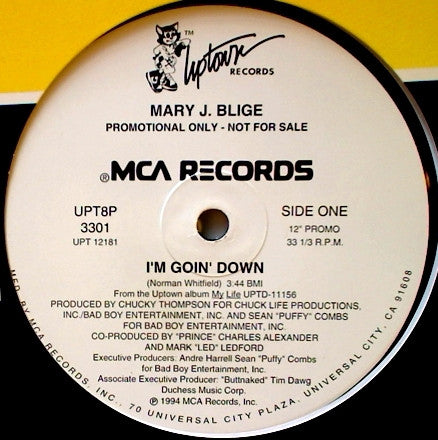 TM
Uptown
RECORDS
MARY J. BLIGE
PROMOTIONAL ONLY - NOT FOR SALE
®MCA RECORDS
UPT8P
3301
UPT 12181
SIDE ONE
12" PROMO
33 1/3 R.P.M.
I'M GOIN' DOWN
(Norman Whitfield) 3:44 BMI
From the Uptown album My Life UPTD-11156
PRODUCED BY CHUCKY THOMPSON FOR CHUCK LIFE PRODUCTIONS,
INC./BAD BOY ENTERTAINMENT, INC. AND SEAN "PUFFY" COMBS
FOR BAD BOY ENTERTAINMENT, INC.
CO-PRODUCED BY "PRINCE" CHARLES ALEXANDER
AND MARK "LED" LEDFORD
Executive Producers: Andre Harrell Sean "Puffy" Combs
for Bad Boy Entertainment, Inc.
Associate Executive Producer: "Buttnaked" Tim Dawg
Duchess Music Corp.
℗ 1994 MCA Records, Inc.
MFD BY MCA RECORDS, INC., 70 UNIVERSAL CITY PLAZA, UNIVERSAL CITY, CA 91608